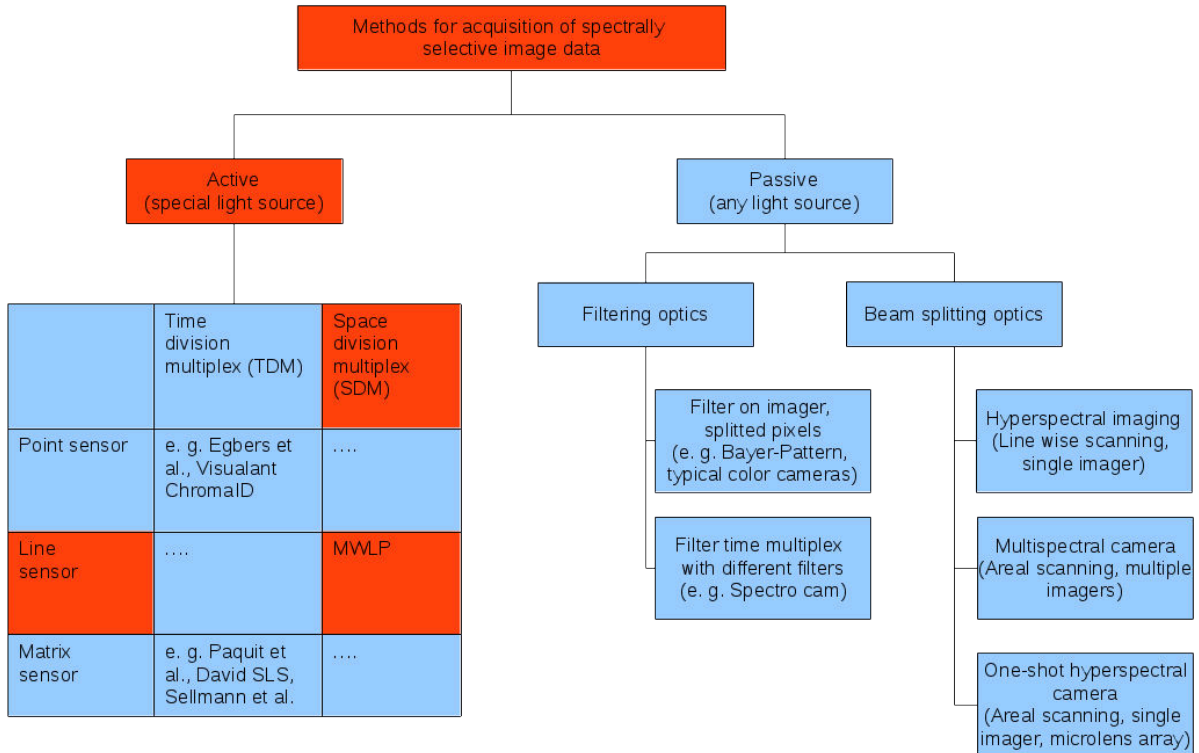 Methods for acquisition of spectrally
selective image data
Active
(special light source)
Passive
(any light source)
Time
division
multiplex (TDM)
Space
division
multiplex
(SDM)
Point sensor
e. g. Egbers et
al., Visualant
ChromaID
....
Line
sensor
....
MWLP
Matrix
sensor
e. g. Paquit et
al., David SLS,
Sellmann et al.
....
Filtering optics
Beam splitting optics
Filter on imager,
splitted pixels
(e. g. Bayer-Pattern,
typical color cameras)
Filter time multiplex
with different filters
(e. g. Spectro cam)
Hyperspectral imaging
(Line wise scanning,
single imager)
Multispectral camera
(Areal scanning, multiple
imagers)
One-shot hyperspectral
camera
(Areal scanning, single
imager, microlens array)